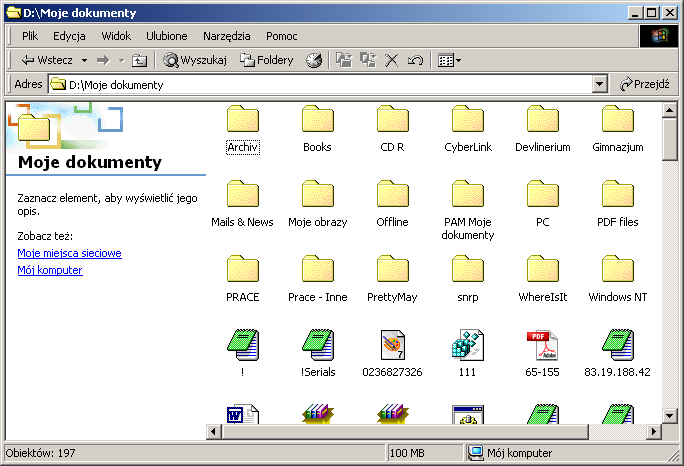 D:\Moje dokumenty
Plik Edycja Widok Ulubione Narzędzia Pomoc
Wstecz Wyszukaj Foldery
Adres D:\Moje dokumenty Przejdź
Moje dokumenty
Zaznacz element, aby wyświetlić jego
opis.
Zobacz też:
Moje miejsca sieciowe
Mój komputer
Archiv Books CD R CyberLink Devlinerium Gimnazjum
Mails & News Moje obrazy Offline PAM Moje
dokumenty PC PDF files
PRACE Prace - Inne PrettyMay snrp WhereIsIt Windows NT
! !Serials 0236827326 111 65-155 83.19.188.42
Obiektów: 197 100 MB Mój komputer